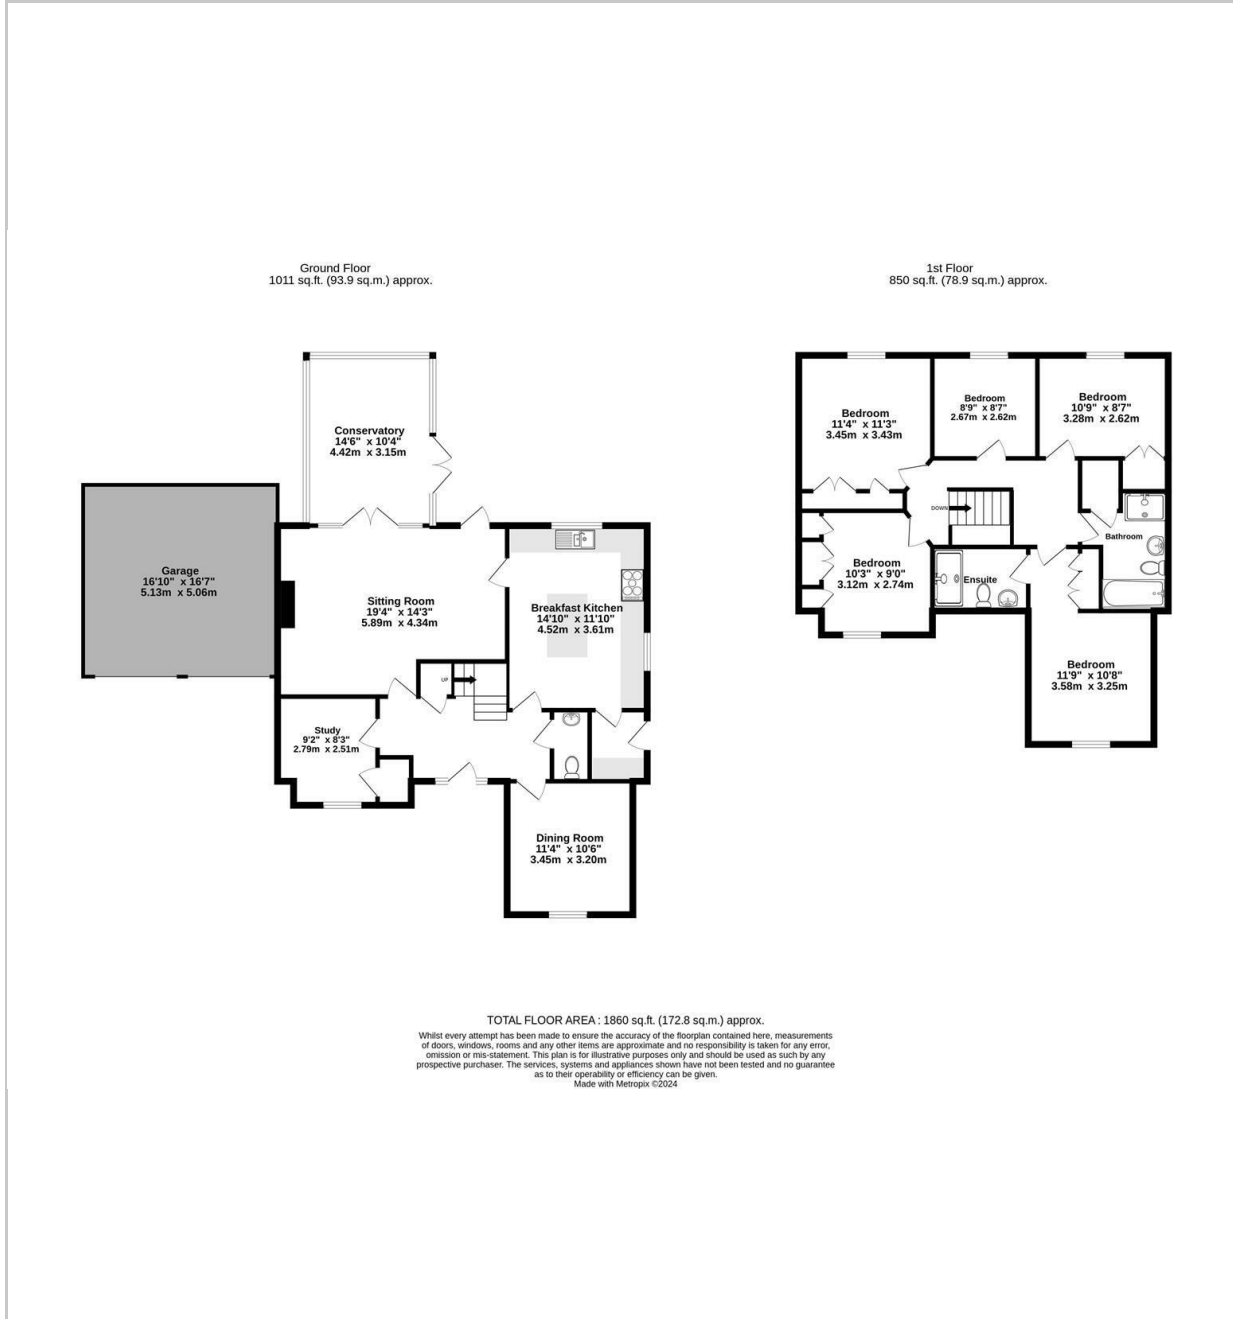 Ground Floor
1011 sq.ft. (93.9 sq.m.) approx.
1st Floor
850 sq.ft. (78.9 sq.m.) approx.
Conservatory
14'6" x 10'4"
4.42m x 3.15m
Garage
16'10" x 16'7"
5.13m x 5.06m
Sitting Room
19'4" x 14'3"
5.89m x 4.34m
Breakfast Kitchen
14'10" x 11'10"
4.52m x 3.61m
UP
Study
9'2" x 8'3"
2.79m x 2.51m
Dining Room
11'4" x 10'6"
3.45m x 3.20m
Bedroom
11'4" x 11'3"
3.45m x 3.43m
Bedroom
8'9" x 8'7"
2.67m x 2.62m
Bedroom
10'9" x 8'7"
3.28m x 2.62m
DOWN
Bathroom
Bedroom
10'3" x 9'0"
3.12m x 2.74m
Ensuite
Bedroom
11'9" x 10'8"
3.58m x 3.25m
TOTAL FLOOR AREA : 1860 sq.ft. (172.8 sq.m.) approx.
Whilst every attempt has been made to ensure the accuracy of the floorplan contained here, measurements
of doors, windows, rooms and any other items are approximate and no responsibility is taken for any error,
omission or mis-statement. This plan is for illustrative purposes only and should be used as such by any
prospective purchaser. The services, systems and appliances shown have not been tested and no guarantee
as to their operability or efficiency can be given.
Made with Metropix ©2024